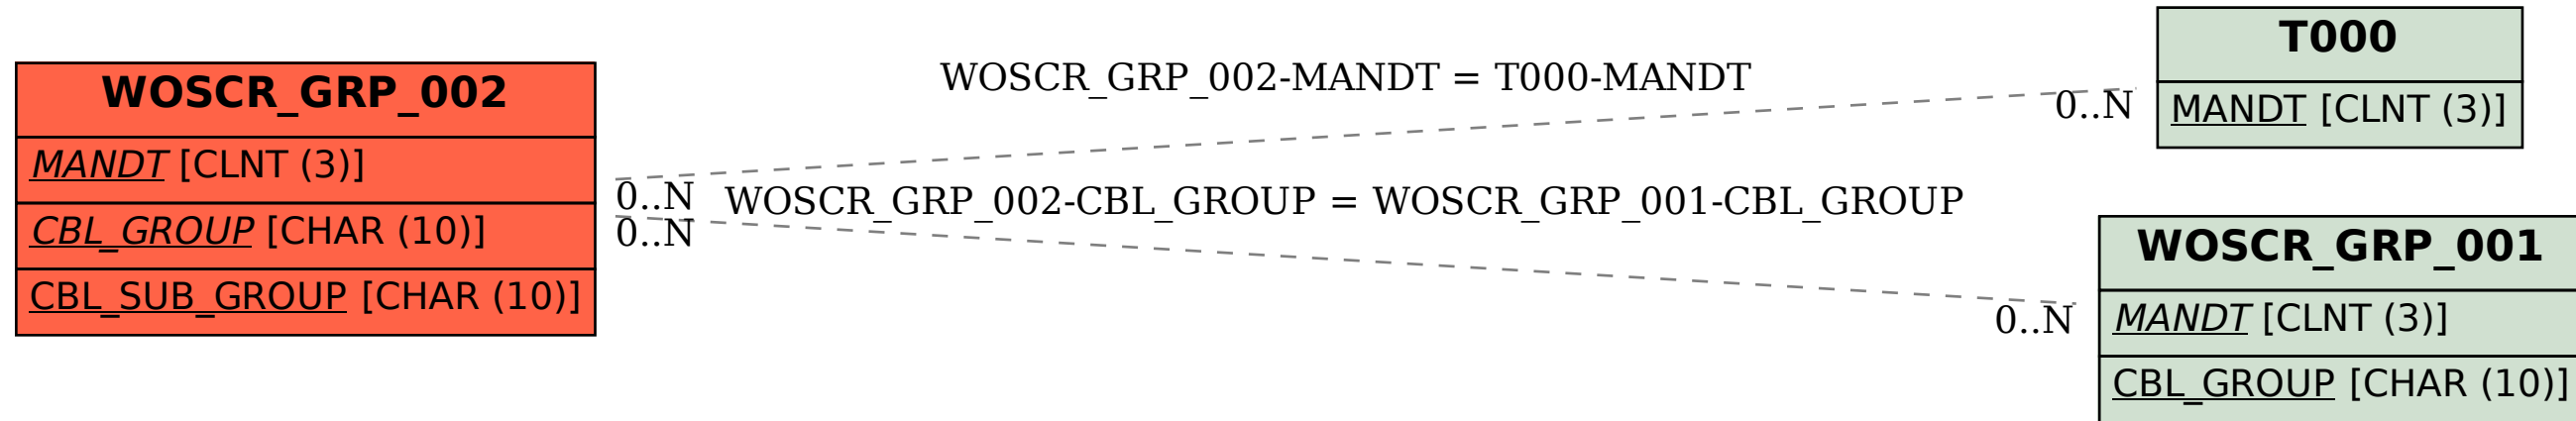 WOSCR_GRP_002
MANDT [CLNT (3)]
CBL_GROUP [CHAR (10)]
CBL_SUB_GROUP [CHAR (10)]
WOSCR_GRP_002-MANDT = T000-MANDT
0..N
0..N
WOSCR_GRP_002-CBL_GROUP = WOSCR_GRP_001-CBL_GROUP
0..N
0..N
T000
MANDT [CLNT (3)]
WOSCR_GRP_001
MANDT [CLNT (3)]
CBL_GROUP [CHAR (10)]